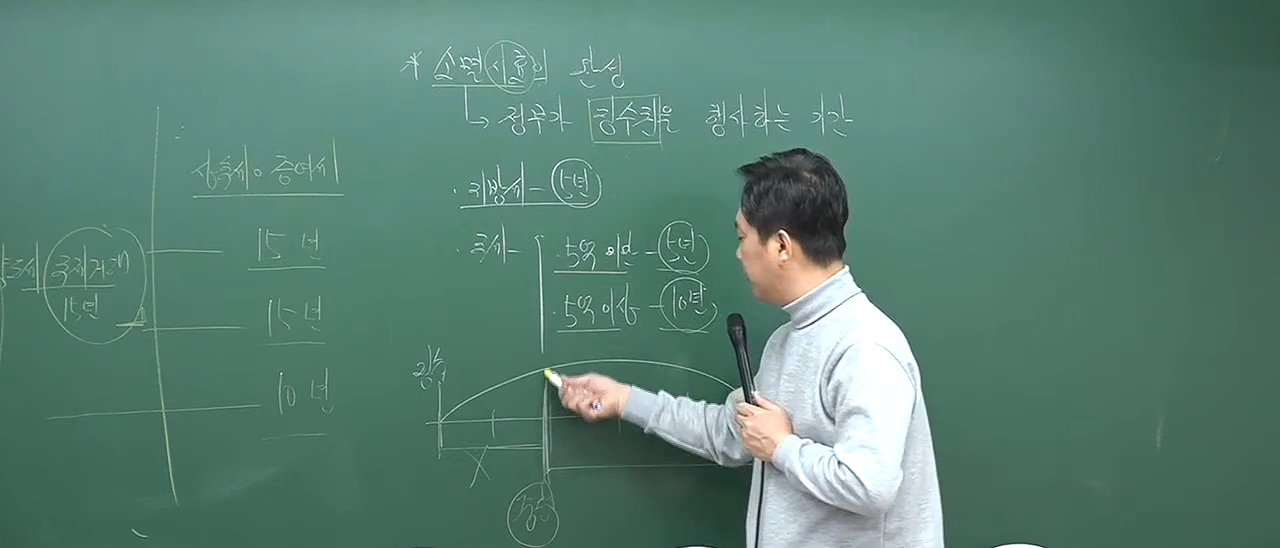 * 소멸시효의 완성
→ 정부가 징수권을 행사하는 기간
· 지방세 - 5년
· 국세 - · 5억 미만 - 5년
· 5억 이상 - 10년
X
상속세와 증여세
15년
15년
10년
국제거래
15년